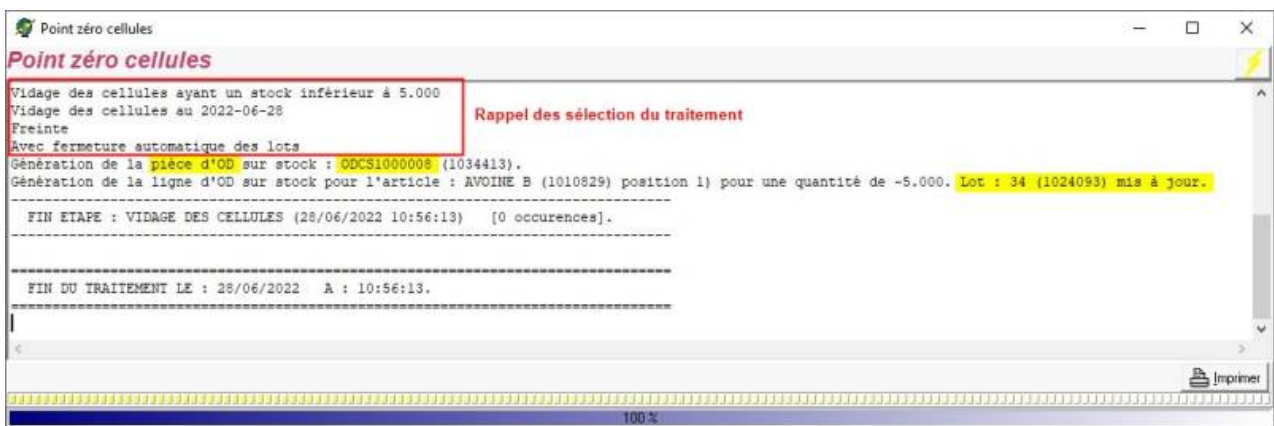 Point zéro cellules
Point zéro cellules
Vidage des cellules ayant un stock inférieur à 5.000
Vidage des cellules au 2022-06-28
Freinte
Avec fermeture automatique des lots
Rappel des sélection du traitement
Génération de la pièce d'OD sur stock : ODCS1000008 (1034413).
Génération de la ligne d'OD sur stock pour l'article : AVOINE B (1010829) position 1) pour une quantité de -5.000. Lot : 34 (1024093) mis à jour.
FIN ETAPE : VIDAGE DES CELLULES (28/06/2022 10:56:13) [0 occurences].
FIN DU TRAITEMENT LE : 28/06/2022 A : 10:56:13.
Imprimer
100 %